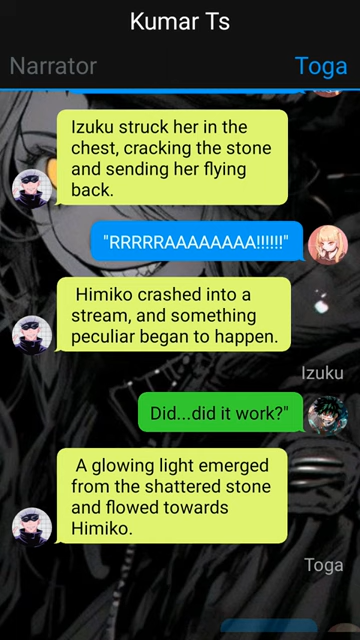 Kumar Ts
Narrator
Toga
Izuku struck her in the
chest, cracking the stone
and sending her flying
back.
"RRRRRAAAAAAAA!!!!!!"
Himiko crashed into a
stream, and something
peculiar began to happen.
Izuku
Did...did it work?"
A glowing light emerged
from the shattered stone
and flowed towards
Himiko.
Toga